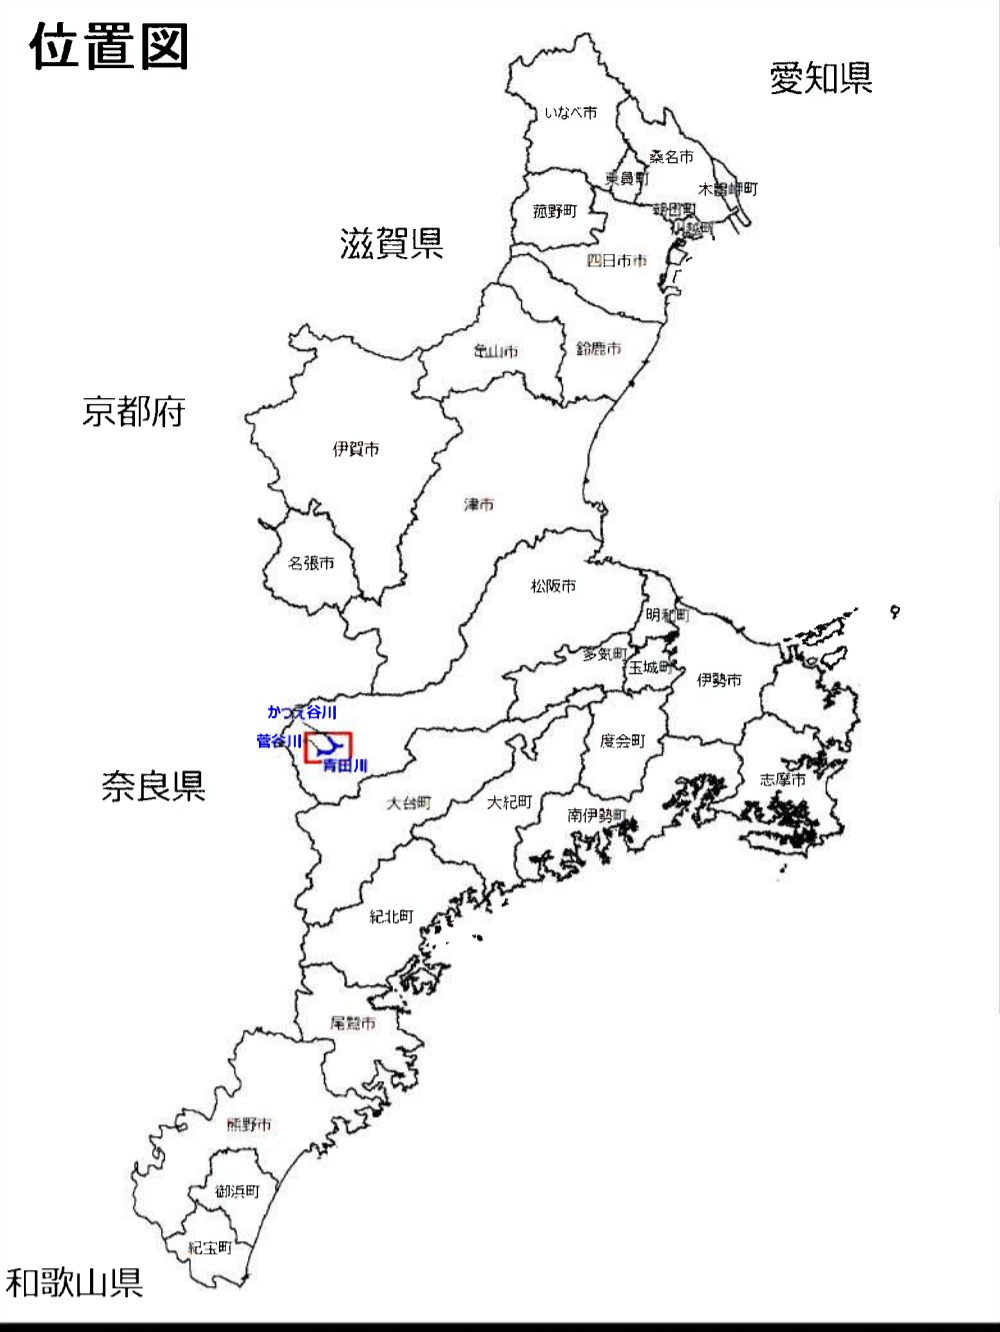 位置図
愛知県
いなべ市
桑名市
東員町
木曽岬町
菰野町
朝日町
川越町
滋賀県
四日市市
亀山市
鈴鹿市
京都府
伊賀市
津市
名張市
松阪市
明和町
多気町
玉城町
伊勢市
かつえ谷川
菅谷川
青田川
度会町
奈良県
志摩市
大台町
大紀町
南伊勢町
紀北町
尾鷲市
熊野市
御浜町
紀宝町
和歌山県